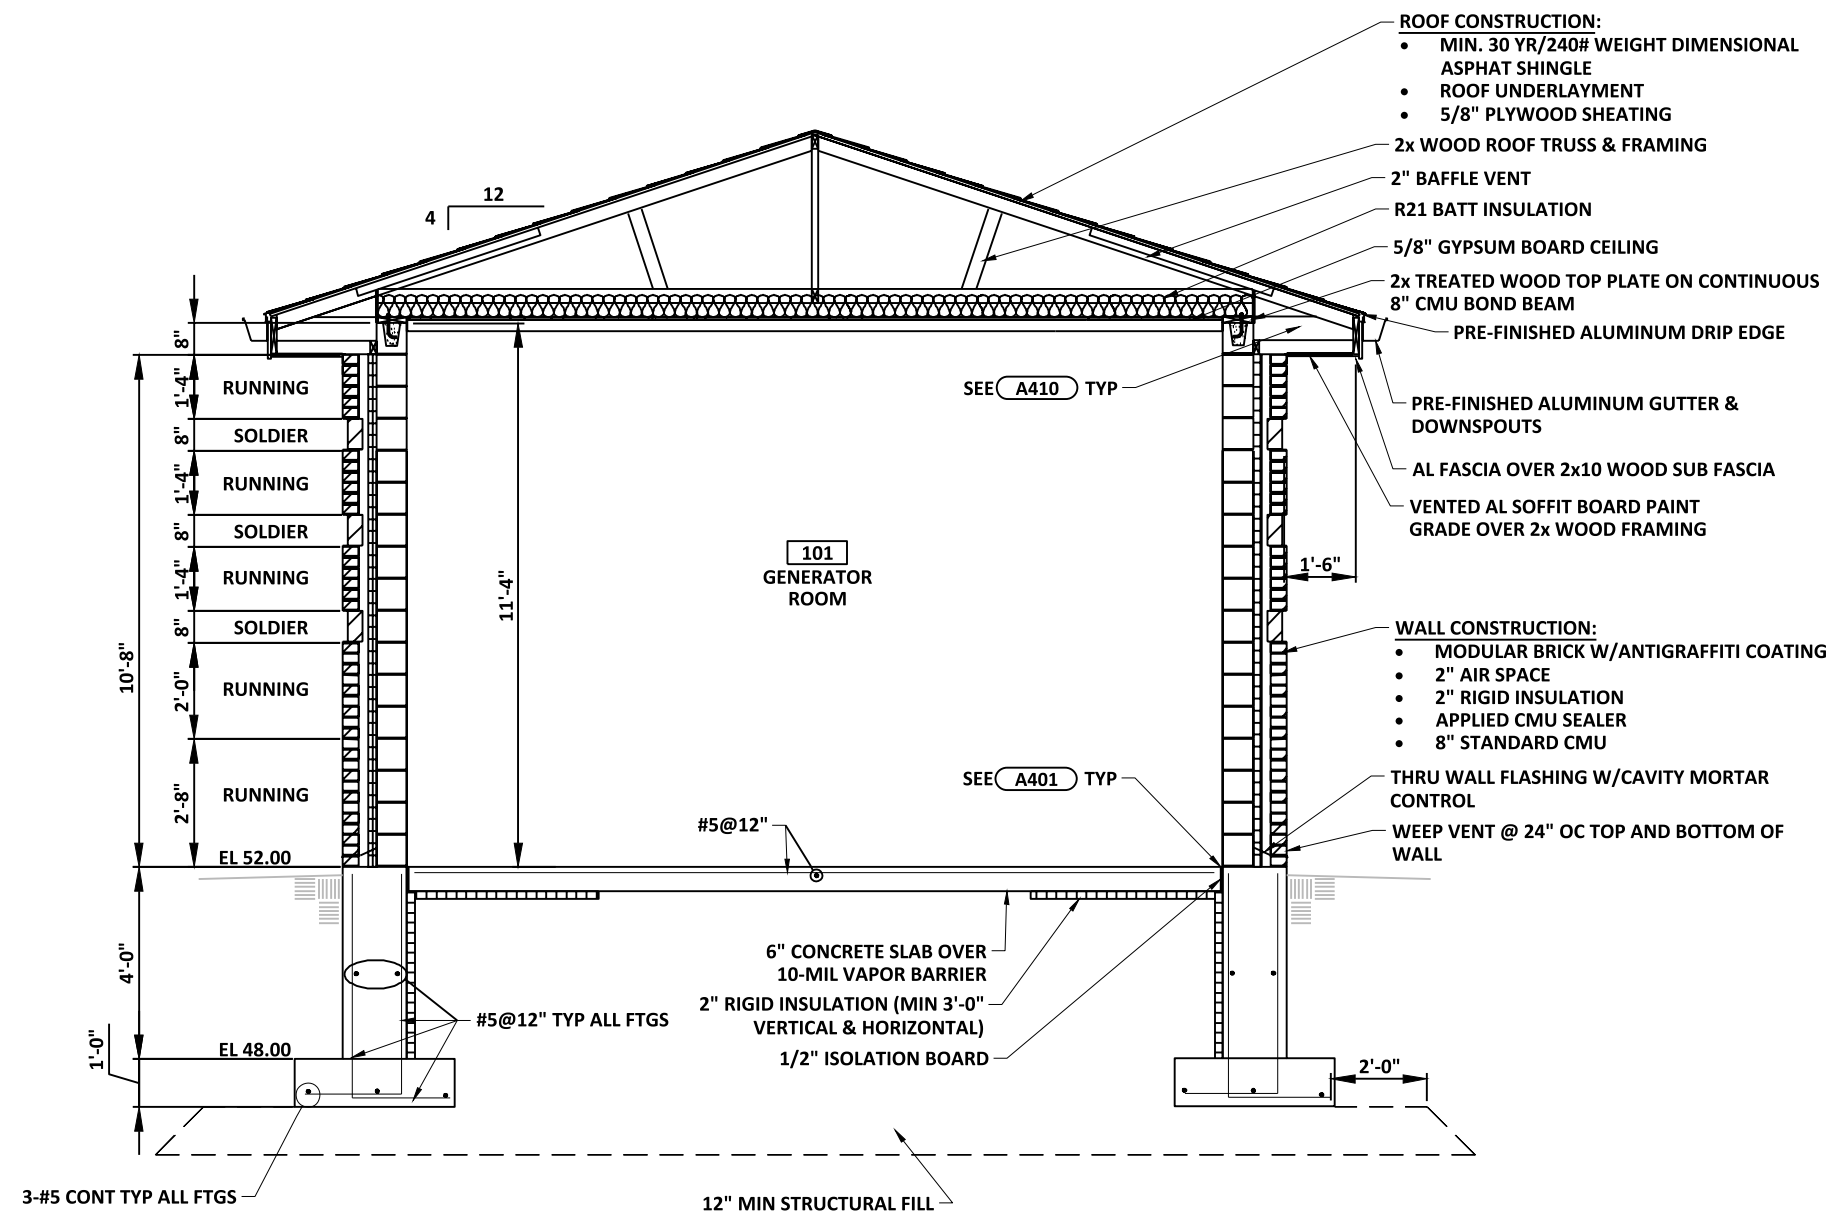 ROOF CONSTRUCTION:
• MIN. 30 YR/240# WEIGHT DIMENSIONAL
ASPHAT SHINGLE
• ROOF UNDERLAYMENT
• 5/8" PLYWOOD SHEATING
2x WOOD ROOF TRUSS & FRAMING
2" BAFFLE VENT
R21 BATT INSULATION
5/8" GYPSUM BOARD CEILING
2x TREATED WOOD TOP PLATE ON CONTINUOUS
8" CMU BOND BEAM
PRE-FINISHED ALUMINUM DRIP EDGE
PRE-FINISHED ALUMINUM GUTTER &
DOWNSPOUTS
AL FASCIA OVER 2x10 WOOD SUB FASCIA
VENTED AL SOFFIT BOARD PAINT
GRADE OVER 2x WOOD FRAMING
1'-6"
WALL CONSTRUCTION:
• MODULAR BRICK W/ANTIGRAFFITI COATING
• 2" AIR SPACE
• 2" RIGID INSULATION
• APPLIED CMU SEALER
• 8" STANDARD CMU
THRU WALL FLASHING W/CAVITY MORTAR
CONTROL
WEEP VENT @ 24" OC TOP AND BOTTOM OF
WALL
12
4
8"
1'-4"
RUNNING
8"
SOLDIER
1'-4"
RUNNING
8"
SOLDIER
1'-4"
RUNNING
8"
SOLDIER
2'-0"
RUNNING
2'-8"
RUNNING
10'-8"
11'-4"
SEE A410 TYP
101
GENERATOR
ROOM
SEE A401 TYP
#5@12"
EL 52.00
4'-0"
EL 48.00
1'-0"
6" CONCRETE SLAB OVER
10-MIL VAPOR BARRIER
2" RIGID INSULATION (MIN 3'-0"
VERTICAL & HORIZONTAL)
1/2" ISOLATION BOARD
#5@12" TYP ALL FTGS
2'-0"
3-#5 CONT TYP ALL FTGS
12" MIN STRUCTURAL FILL